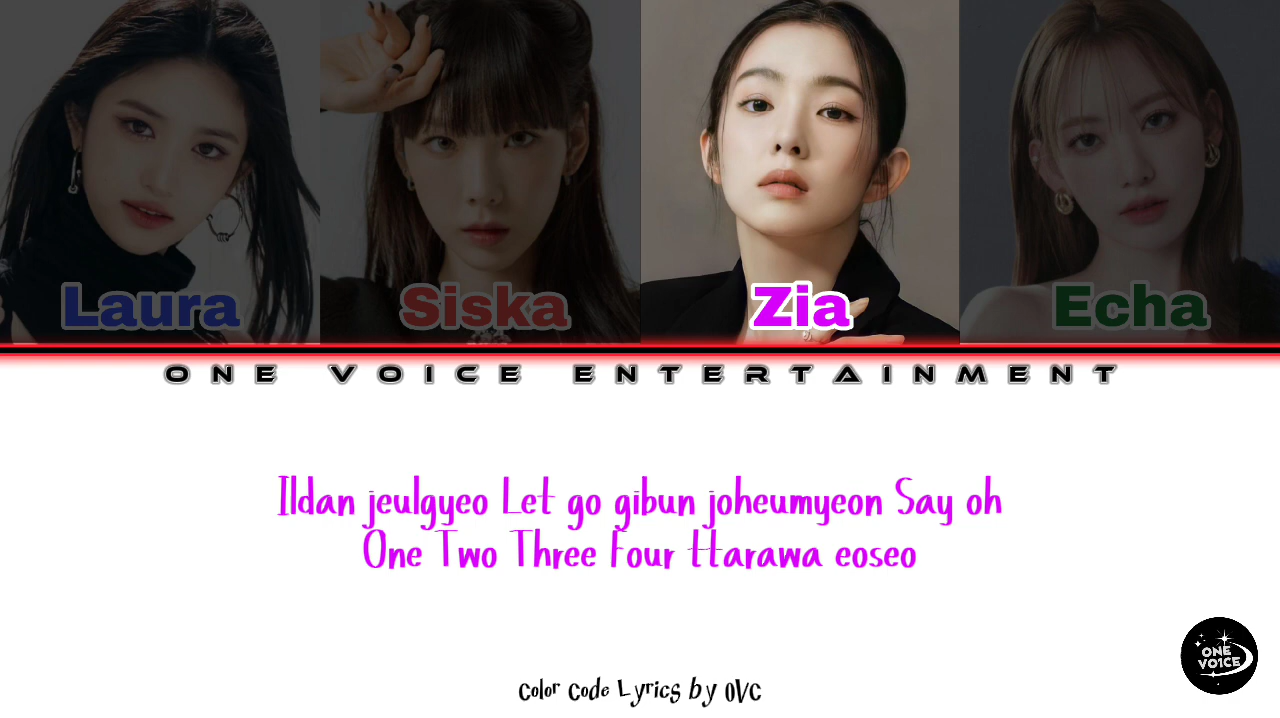 Laura Siska Zia Echa
ONE VOICE ENTERTAINMENT
Ildan jeulgyeo Let go gibun joheumyeon Say oh
One Two Three Four ttarawa eoseo
Color Code Lyrics by OVC
ONE
VO1CE